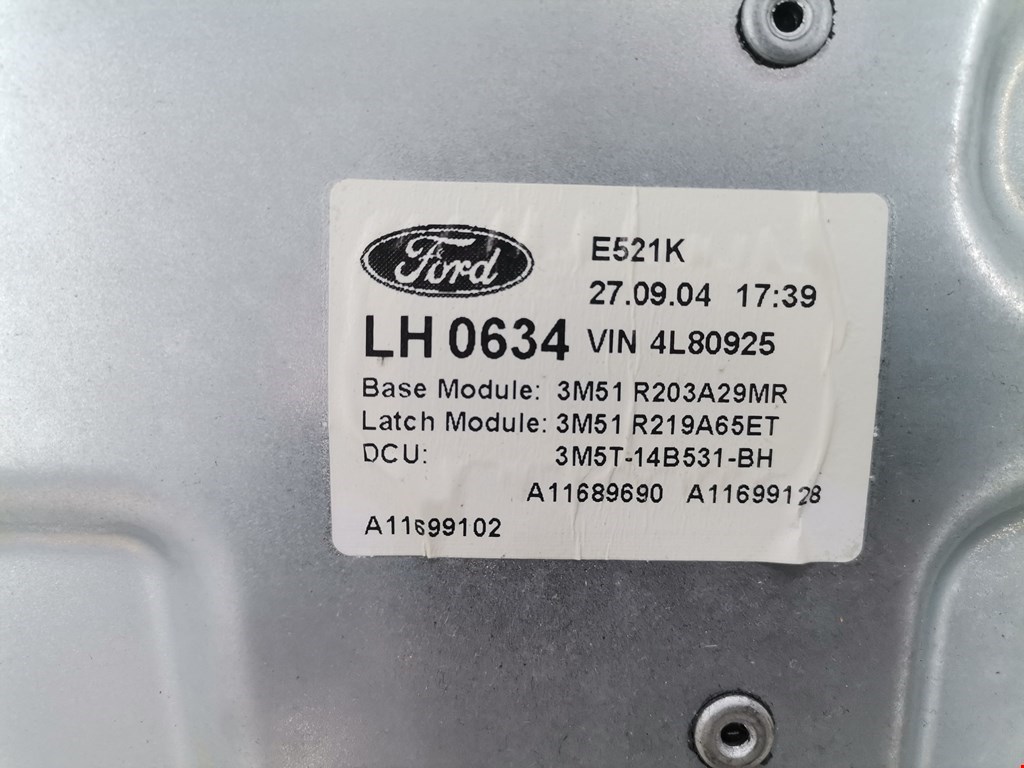 Ford
E521K
27.09.04 17:39
LH 0634 VIN 4L80925
Base Module: 3M51 R203A29MR
Latch Module: 3M51 R219A65ET
DCU: 3M5T-14B531-BH
A11689690 A11699128
A11699102